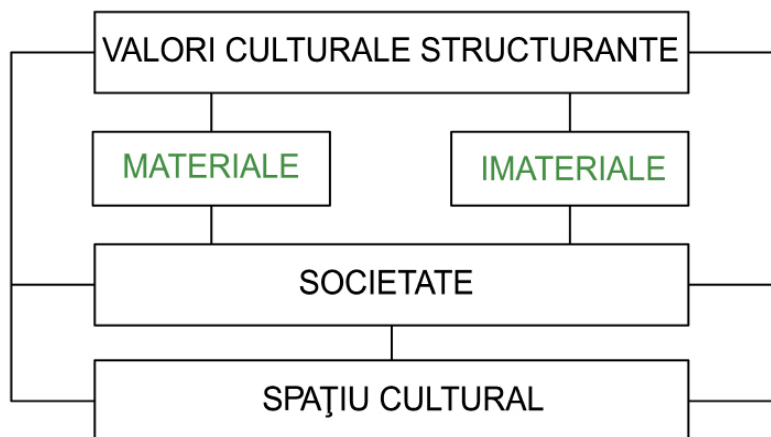 VALORI CULTURALE STRUCTURANTE
MATERIALE
IMATERIALE
SOCIETATE
SPAŢIU CULTURAL